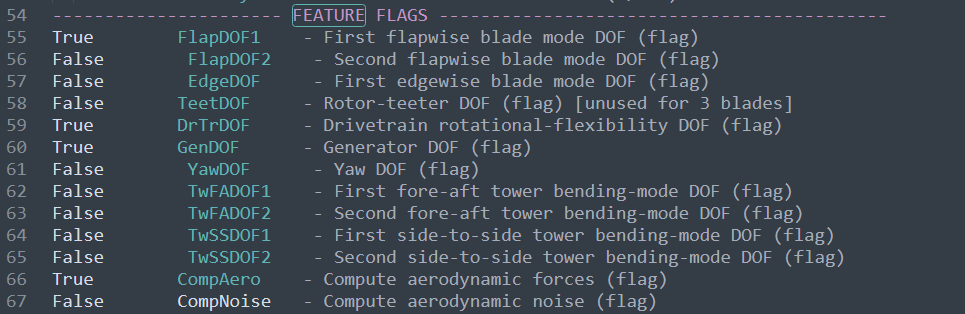 54 ---------------------- FEATURE FLAGS -------------------------------------------
55 True        FlapDOF1    - First flapwise blade mode DOF (flag)
56 False        FlapDOF2    - Second flapwise blade mode DOF (flag)
57 False        EdgeDOF     - First edgewise blade mode DOF (flag)
58 False       TeetDOF     - Rotor-teeter DOF (flag) [unused for 3 blades]
59 True        DrTrDOF     - Drivetrain rotational-flexibility DOF (flag)
60 True        GenDOF      - Generator DOF (flag)
61 False        YawDOF      - Yaw DOF (flag)
62 False        TwFADOF1    - First fore-aft tower bending-mode DOF (flag)
63 False        TwFADOF2    - Second fore-aft tower bending-mode DOF (flag)
64 False        TwSSDOF1    - First side-to-side tower bending-mode DOF (flag)
65 False        TwSSDOF2    - Second side-to-side tower bending-mode DOF (flag)
66 True        CompAero    - Compute aerodynamic forces (flag)
67 False       CompNoise   - Compute aerodynamic noise (flag)